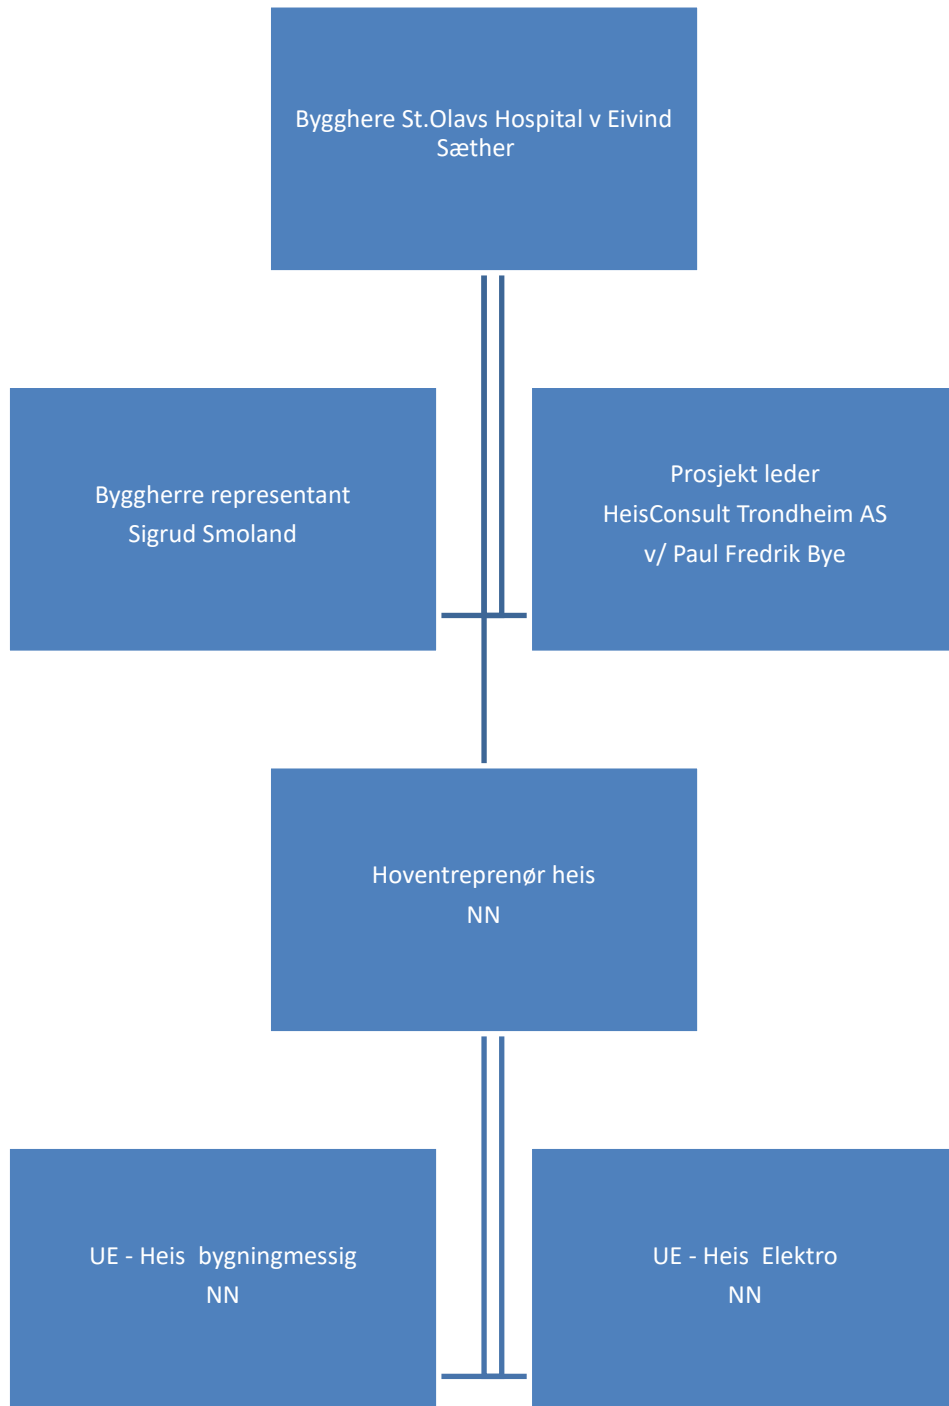 Bygghere St.Olavs Hospital v Eivind
Sæther
Byggherre representant
Sigrud Smoland
Prosjekt leder
HeisConsult Trondheim AS
v/ Paul Fredrik Bye
Hoventreprenør heis
NN
UE - Heis  bygningmessig
NN
UE - Heis  Elektro
NN